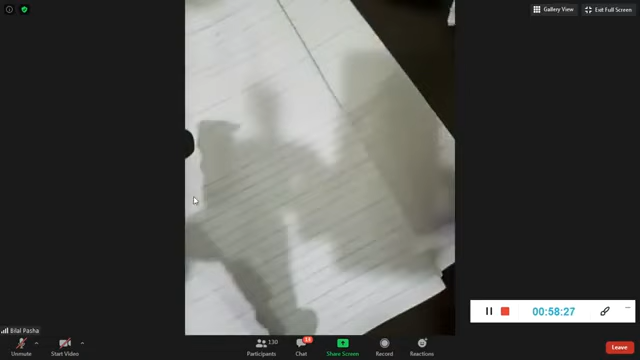 Gallery View
Exit Full Screen
00:58:27
Bilal Pasha
Unmute
Start Video
130
Participants
Chat
Share Screen
Record
Reactions
Leave